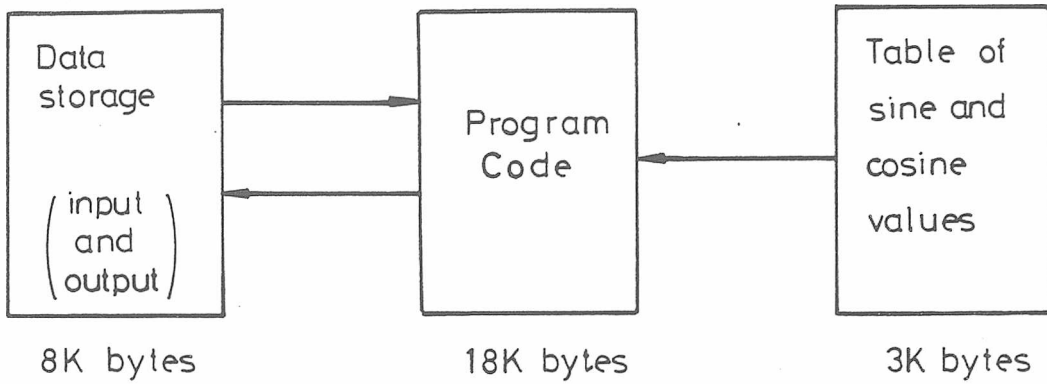 Data
storage
(input
and
output)
8K bytes
Program
Code
18K bytes
Table of
sine and
cosine
values
3K bytes